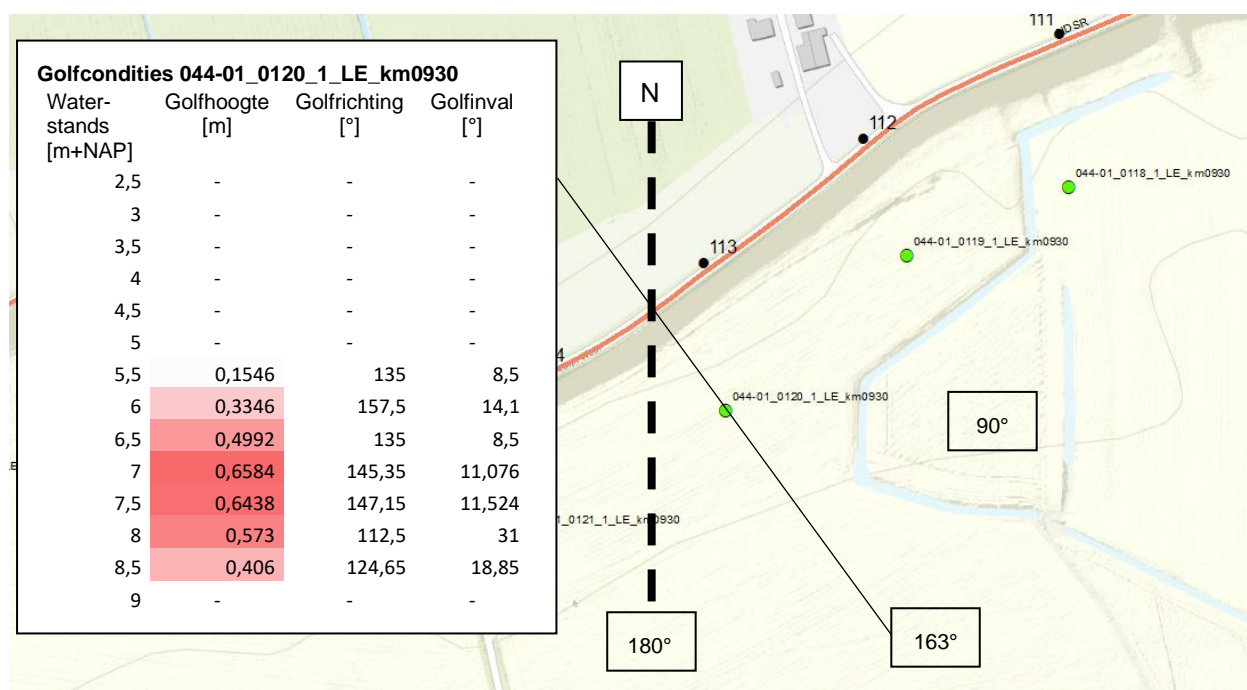 Golfcondities 044-01_0120_1_LE_km0930
Water-stands [m+NAP] Golfhoogte [m] Golfrichting [°] Golfinval [°]
2,5 - - -
3 - - -
3,5 - - -
4 - - -
4,5 - - -
5 - - -
5,5 0,1546 135 8,5
6 0,3346 157,5 14,1
6,5 0,4992 135 8,5
7 0,6584 145,35 11,076
7,5 0,6438 147,15 11,524
8 0,573 112,5 31
8,5 0,406 124,65 18,85
9 - - -
N
111
112
113
4
044-01_0118_1_LE_km0930
044-01_0119_1_LE_km0930
044-01_0120_1_LE_km0930
1_0121_1_LE_km0930
90°
180°
163°